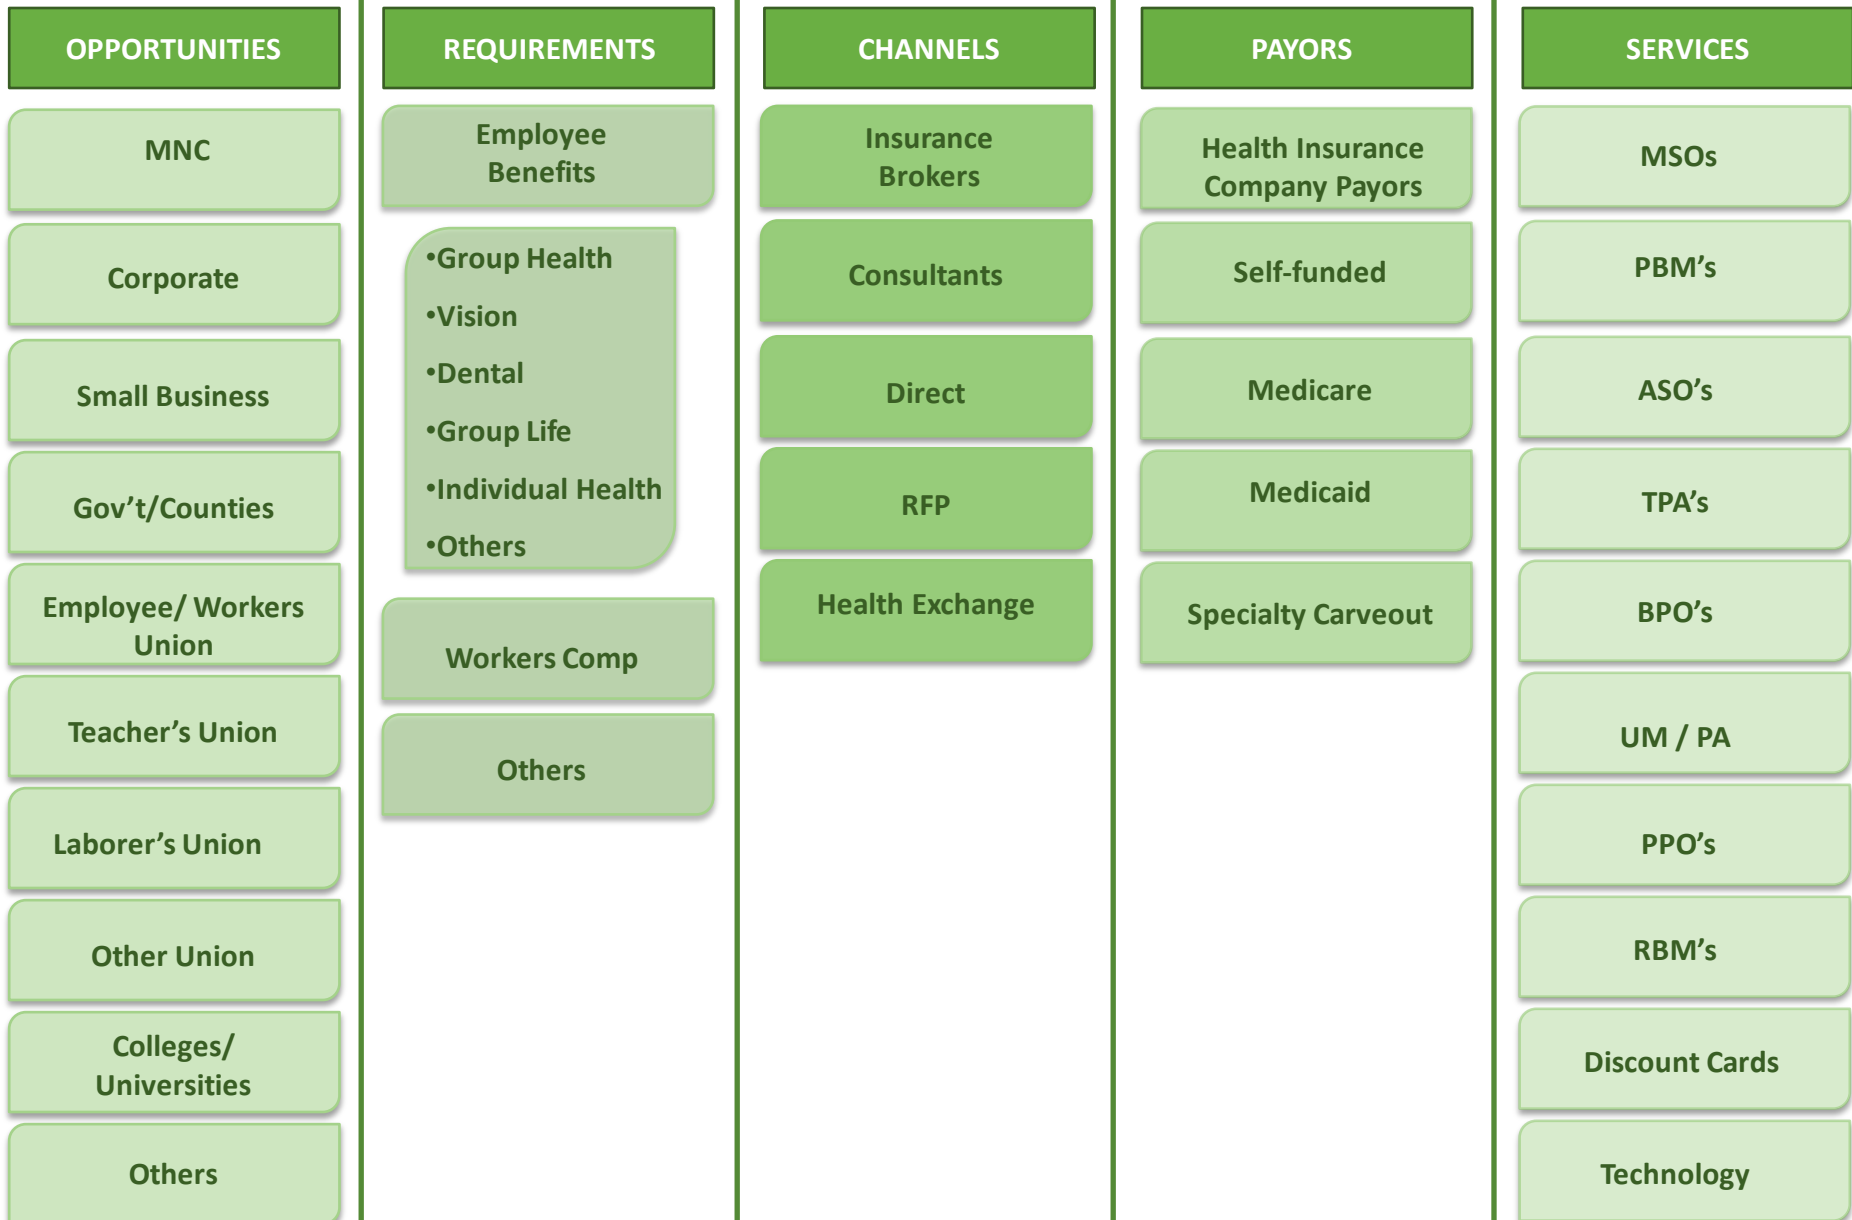 OPPORTUNITIES
MNC
Corporate
Small Business
Gov’t/Counties
Employee/ Workers
Union
Teacher’s Union
Laborer’s Union
Other Union
Colleges/
Universities
Others
REQUIREMENTS
Employee
Benefits
•Group Health
•Vision
•Dental
•Group Life
•Individual Health
•Others
Workers Comp
Others
CHANNELS
Insurance
Brokers
Consultants
Direct
RFP
Health Exchange
PAYORS
Health Insurance
Company Payors
Self-funded
Medicare
Medicaid
Specialty Carveout
SERVICES
MSOs
PBM’s
ASO’s
TPA’s
BPO’s
UM / PA
PPO’s
RBM’s
Discount Cards
Technology